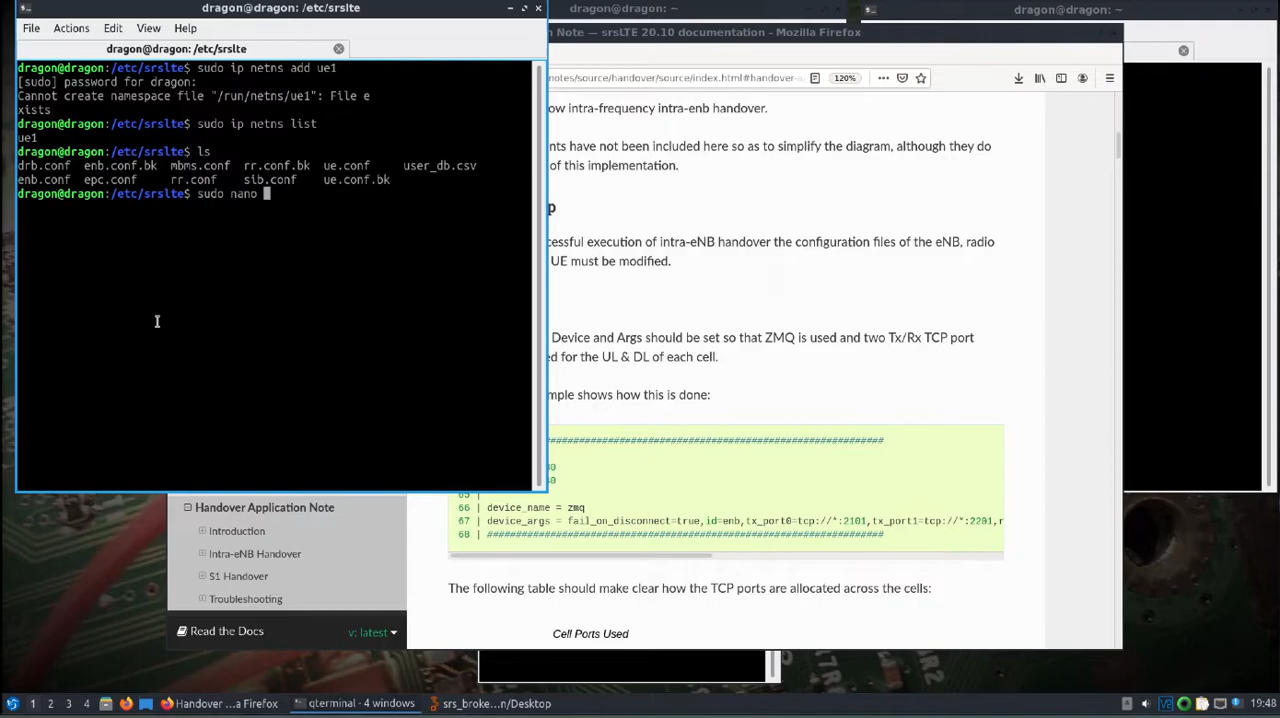 dragon@dragon: /etc/srslte
File Actions Edit View Help
dragon@dragon: /etc/srslte
dragon@dragon:/etc/srslte$ sudo ip netns add ue1
[sudo] password for dragon:
Cannot create namespace file "/run/netns/ue1": File e
xists
dragon@dragon:/etc/srslte$ sudo ip netns list
ue1
dragon@dragon:/etc/srslte$ ls
drb.conf enb.conf.bk mbms.conf rr.conf.bk ue.conf user_db.csv
enb.conf epc.conf rr.conf sib.conf ue.conf.bk
dragon@dragon:/etc/srslte$ sudo nano
dragon@dragon: ~
dragon@dragon: ~
n Note — srsLTE 20.10 documentation - Mozilla Firefox
notes/source/handover/source/index.html#handover-a
120%
ow intra-frequency intra-enb handover.
nts have not been included here so as to simplify the diagram, although they do
of this implementation.
p
cessful execution of intra-eNB handover the configuration files of the eNB, radio
UE must be modified.
Device and Args should be set so that ZMQ is used and two Tx/Rx TCP port
ed for the UL & DL of each cell.
mple shows how this is done:
################################################################
30
40
65 |
66 | device_name = zmq
67 | device_args = fail_on_disconnect=true,id=enb,tx_port0=tcp://*:2101,tx_port1=tcp://*:2201,r
68 | ###########################################################################
The following table should make clear how the TCP ports are allocated across the cells:
Cell Ports Used
Handover Application Note
Introduction
Intra-eNB Handover
S1 Handover
Troubleshooting
Read the Docs
v: latest
1 2 3 4
Handover ...a Firefox
qterminal - 4 windows
srs_broke...n/Desktop
19:48